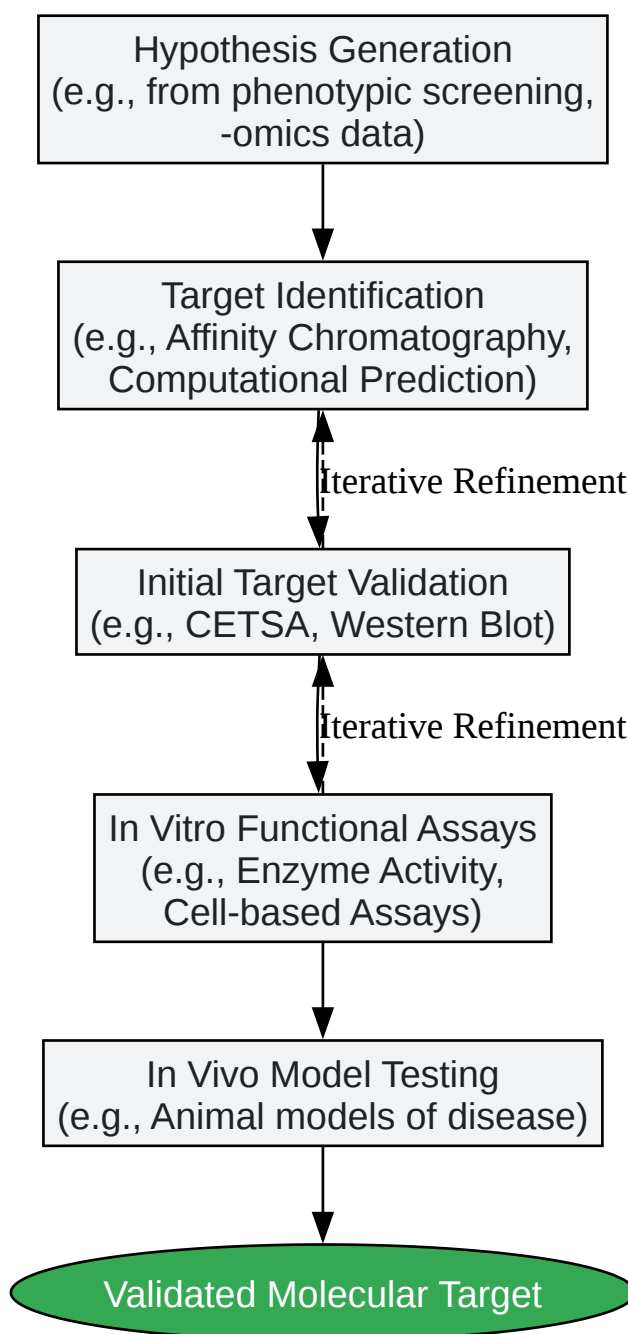 Hypothesis Generation
(e.g., from phenotypic screening,
-omics data)
Target Identification
(e.g., Affinity Chromatography,
Computational Prediction)
Iterative Refinement
Initial Target Validation
(e.g., CETSA, Western Blot)
Iterative Refinement
In Vitro Functional Assays
(e.g., Enzyme Activity,
Cell-based Assays)
In Vivo Model Testing
(e.g., Animal models of disease)
Validated Molecular Target